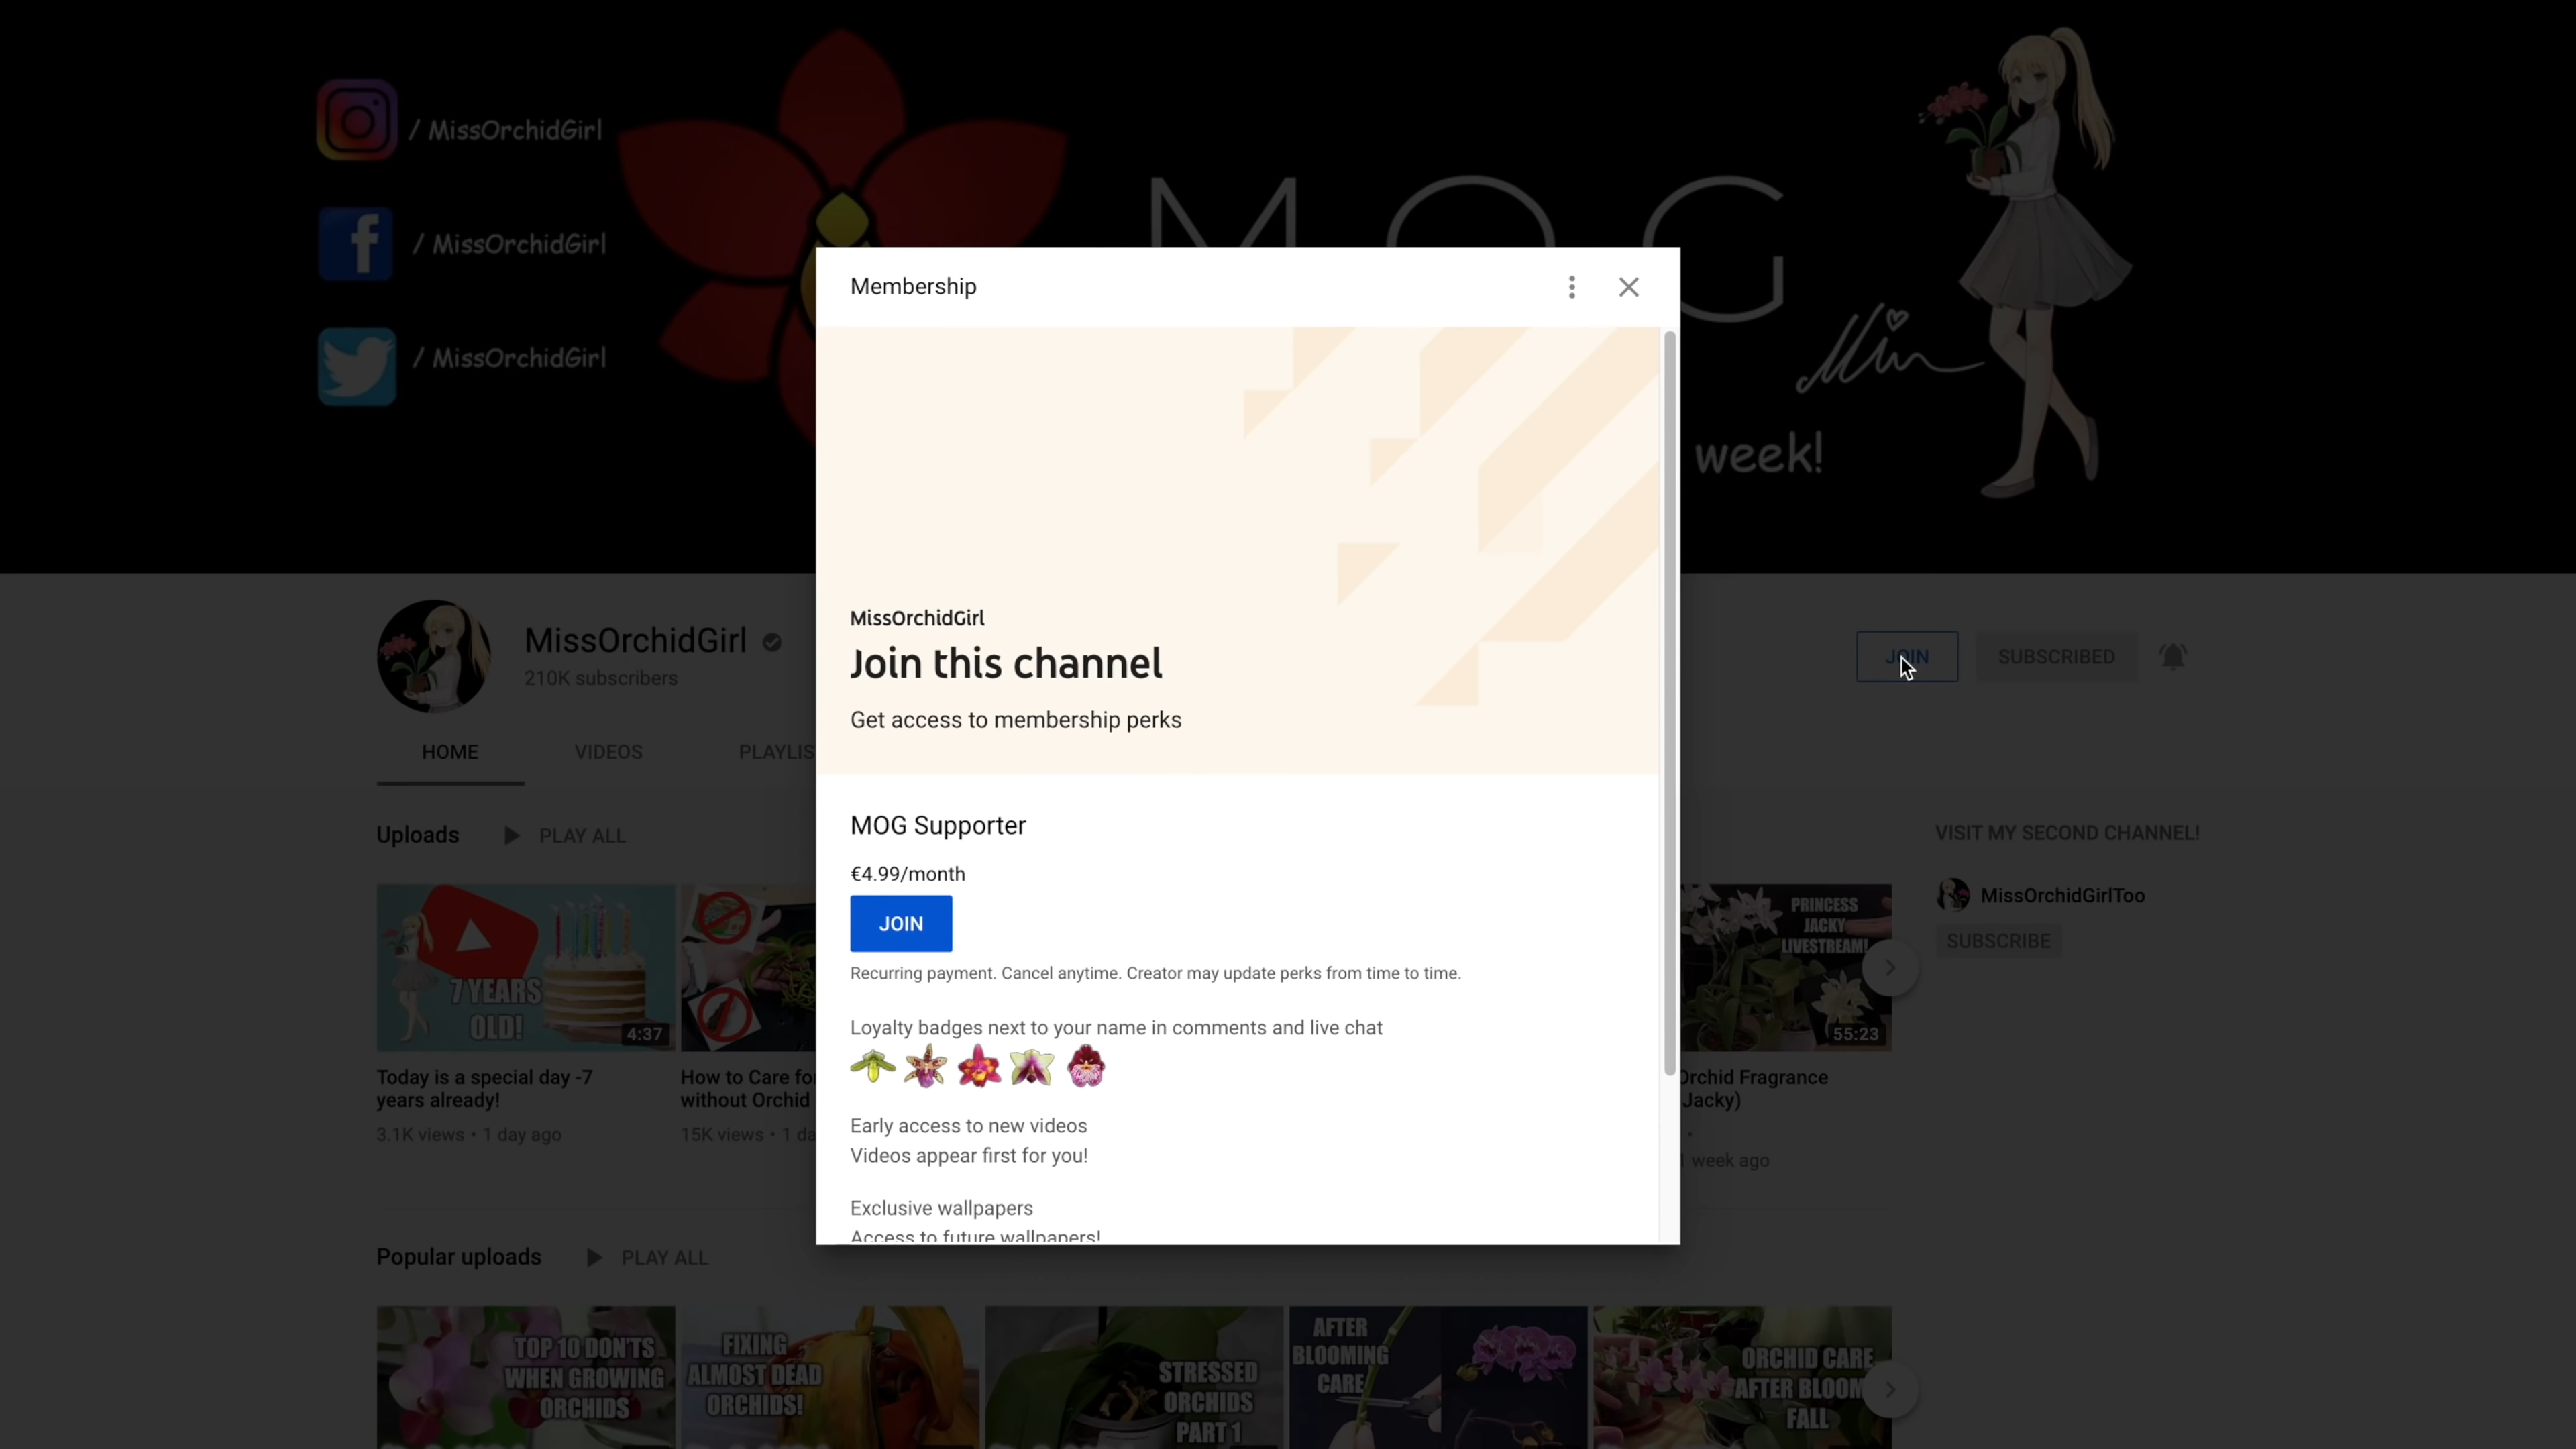 / MissOrchidGirl
/ MissOrchidGirl
/ MissOrchidGirl
MOG
week!
Membership
MissOrchidGirl
Join this channel
Get access to membership perks
MOG Supporter
€4.99/month
JOIN
Recurring payment. Cancel anytime. Creator may update perks from time to time.
Loyalty badges next to your name in comments and live chat
Early access to new videos
Videos appear first for you!
Exclusive wallpapers
Access to future wallpapers!
MissOrchidGirl
210K subscribers
JOIN
SUBSCRIBED
HOME
VIDEOS
PLAYLIS
Uploads
PLAY ALL
7 YEARS
OLD!
4:37
Today is a special day -7
years already!
3.1K views • 1 day ago
How to Care fo
without Orchid
15K views • 1 da
PRINCESS
JACKY
LIVESTREAM!
55:23
Orchid Fragrance
Jacky)
1 week ago
VISIT MY SECOND CHANNEL!
MissOrchidGirlToo
SUBSCRIBE
Popular uploads
PLAY ALL
TOP 10 DON'TS
WHEN GROWING
ORCHIDS
FIXING
ALMOST DEAD
ORCHIDS!
STRESSED
ORCHIDS
PART 1
AFTER
BLOOMING
CARE
ORCHID CARE
AFTER BLOOM
FALL